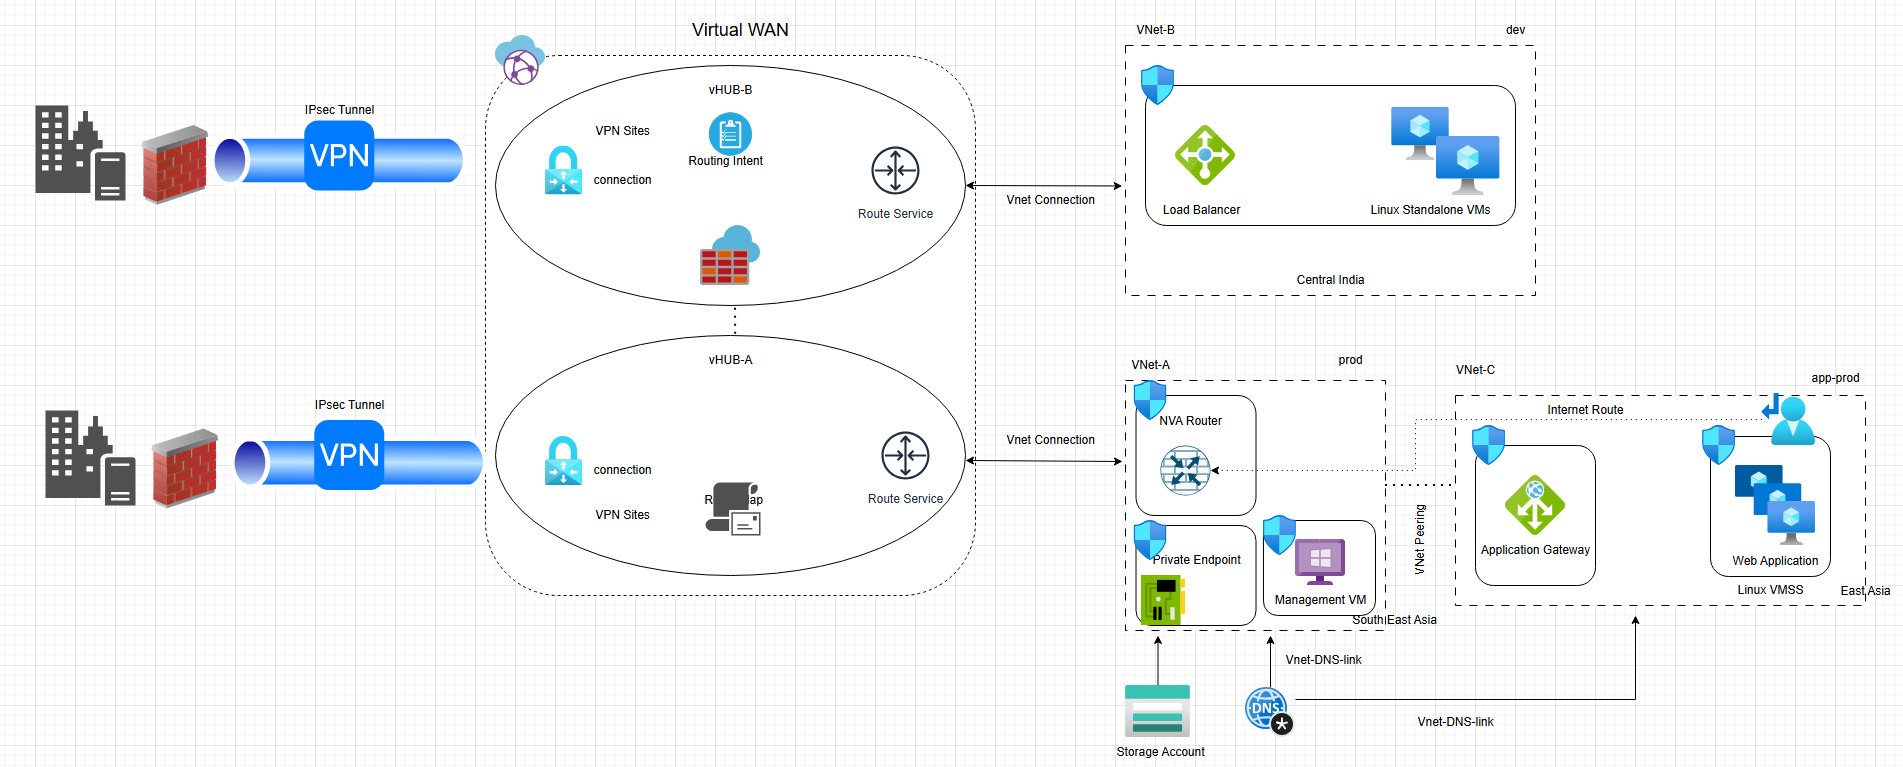 Virtual WAN
VNet-B
dev
IPsec Tunnel
VPN
vHUB-B
VPN Sites
Routing Intent
connection
Route Service
Vnet Connection
Load Balancer
Linux Standalone VMs
Central India
IPsec Tunnel
VPN
vHUB-A
connection
VPN Sites
Route Service
Vnet Connection
VNet-A
prod
NVA Router
Private Endpoint
Management VM
South East Asia
VNet Peering
VNet-C
app-prod
Internet Route
Application Gateway
Web Application
Linux VMSS
East Asia
Vnet-DNS-link
DNS
Vnet-DNS-link
Storage Account